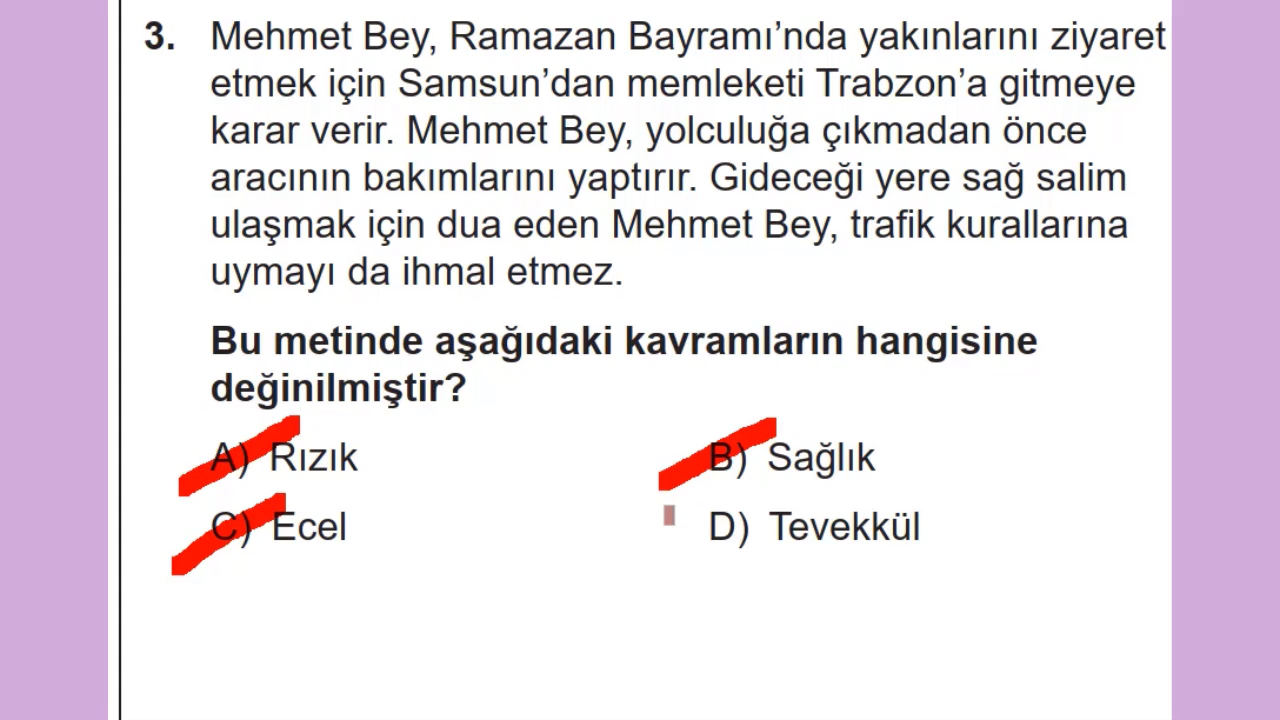 3. Mehmet Bey, Ramazan Bayramı’nda yakınlarını ziyaret
etmek için Samsun’dan memleketi Trabzon’a gitmeye
karar verir. Mehmet Bey, yolculuğa çıkmadan önce
aracının bakımlarını yaptırır. Gideceği yere sağ salim
ulaşmak için dua eden Mehmet Bey, trafik kurallarına
uymayı da ihmal etmez.
Bu metinde aşağıdaki kavramların hangisine
değinilmiştir?
A) Rızık B) Sağlık
C) Ecel D) Tevekkül